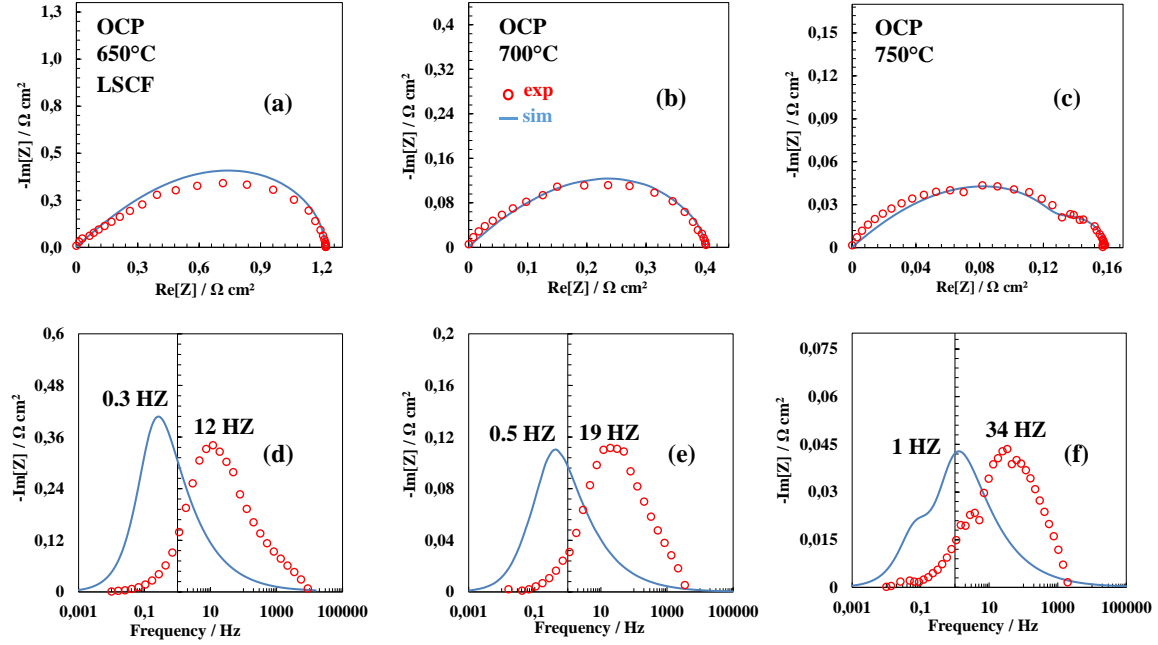 OCP
650°C
LSCF
(a)
-Im[Z] / Ω cm²
1,3
1,0
0,8
0,5
0,3
0,0
0
0,3
0,6
0,9
1,2
Re[Z] / Ω cm²
OCP
700°C
exp
sim
(b)
-Im[Z] / Ω cm²
0,4
0,32
0,24
0,16
0,08
0
0
0,1
0,2
0,3
0,4
Re[Z] / Ω cm²
OCP
750°C
(c)
-Im[Z] / Ω cm²
0,15
0,12
0,09
0,06
0,03
0
0
0,04
0,08
0,12
0,16
Re[Z] / Ω cm²
0.3 HZ
12 HZ
(d)
-Im[Z] / Ω cm²
0,6
0,48
0,36
0,24
0,12
0
0,001
0,1
10
1000
100000
Frequency / Hz
0.5 HZ
19 HZ
(e)
-Im[Z] / Ω cm²
0,2
0,16
0,12
0,08
0,04
0
0,001
0,1
10
1000
100000
Frequency / Hz
1 HZ
34 HZ
(f)
-Im[Z] / Ω cm²
0,075
0,06
0,045
0,03
0,015
0
0,001
0,1
10
1000
100000
Frequency / Hz